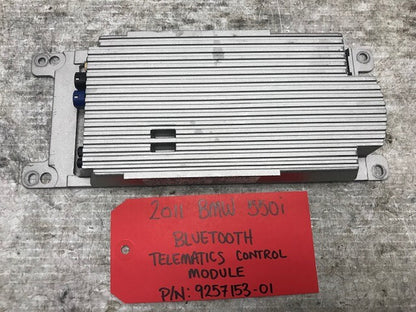 2011 BMW 550i
BLUETOOTH
TELEMATICS CONTROL
MODULE
P/N: 9257153-01